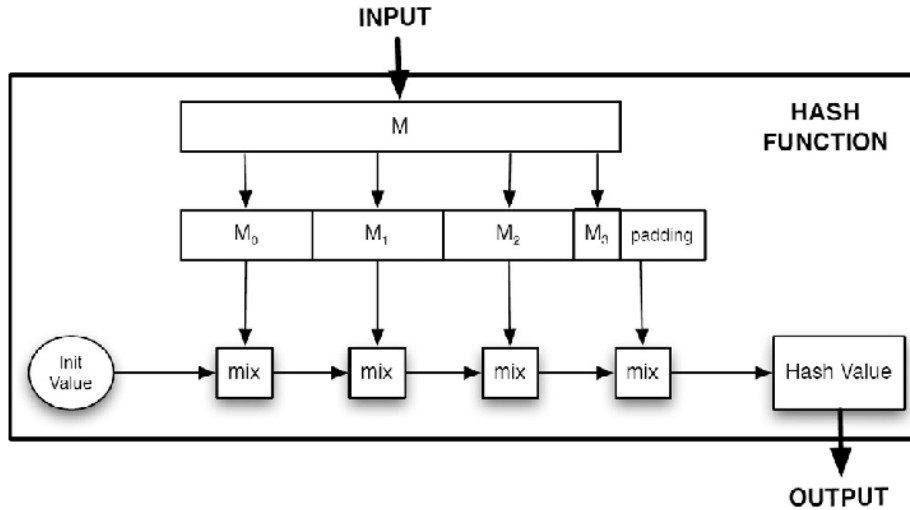 INPUT
HASH
FUNCTION
M
M₀
M₁
M₂
M₃
padding
Init
Value
mix
mix
mix
mix
Hash Value
OUTPUT